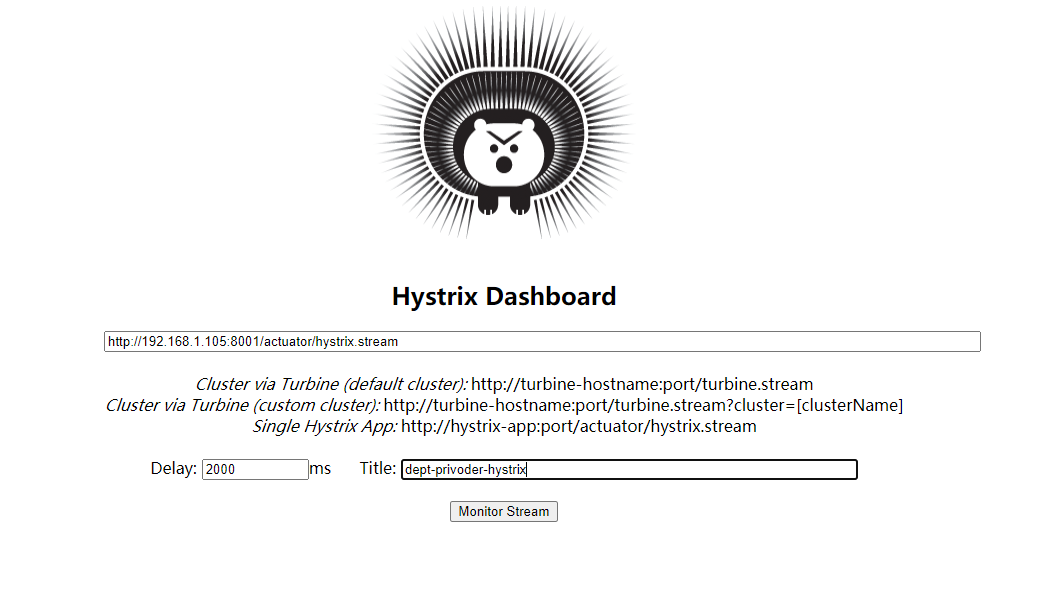 Hystrix Dashboard
http://192.168.1.105:8001/actuator/hystrix.stream
Cluster via Turbine (default cluster): http://turbine-hostname:port/turbine.stream
Cluster via Turbine (custom cluster): http://turbine-hostname:port/turbine.stream?cluster=[clusterName]
Single Hystrix App: http://hystrix-app:port/actuator/hystrix.stream
Delay: 2000 ms Title: dept-privoder-hystrix
Monitor Stream